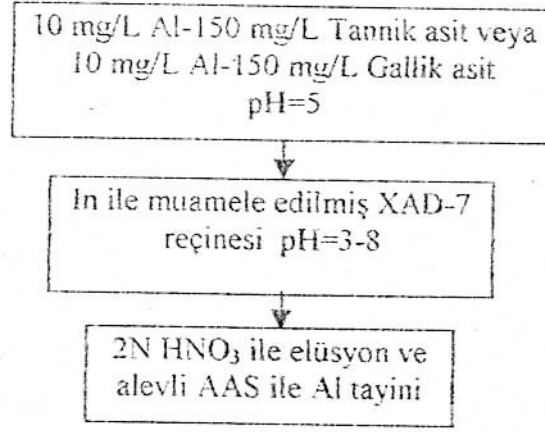 10 mg/L Al-150 mg/L Tannik asit veya
10 mg/L Al-150 mg/L Gallik asit
pH=5
In ile muamele edilmiş XAD-7
reçinesi pH=3-8
2N HNO₃ ile elüsyon ve
alevli AAS ile Al tayini